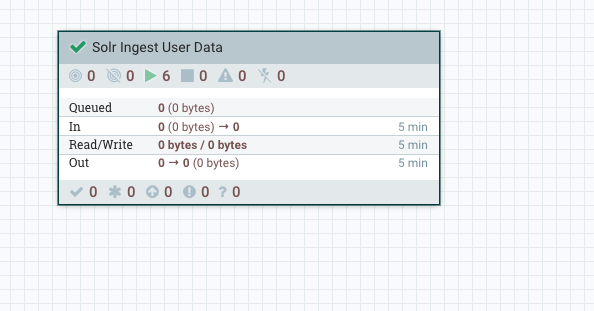 Solr Ingest User Data
0 0 6 0 0 0
Queued 0 (0 bytes)
In 0 (0 bytes) → 0 5 min
Read/Write 0 bytes / 0 bytes 5 min
Out 0 → 0 (0 bytes) 5 min
0 0 0 0 ? 0